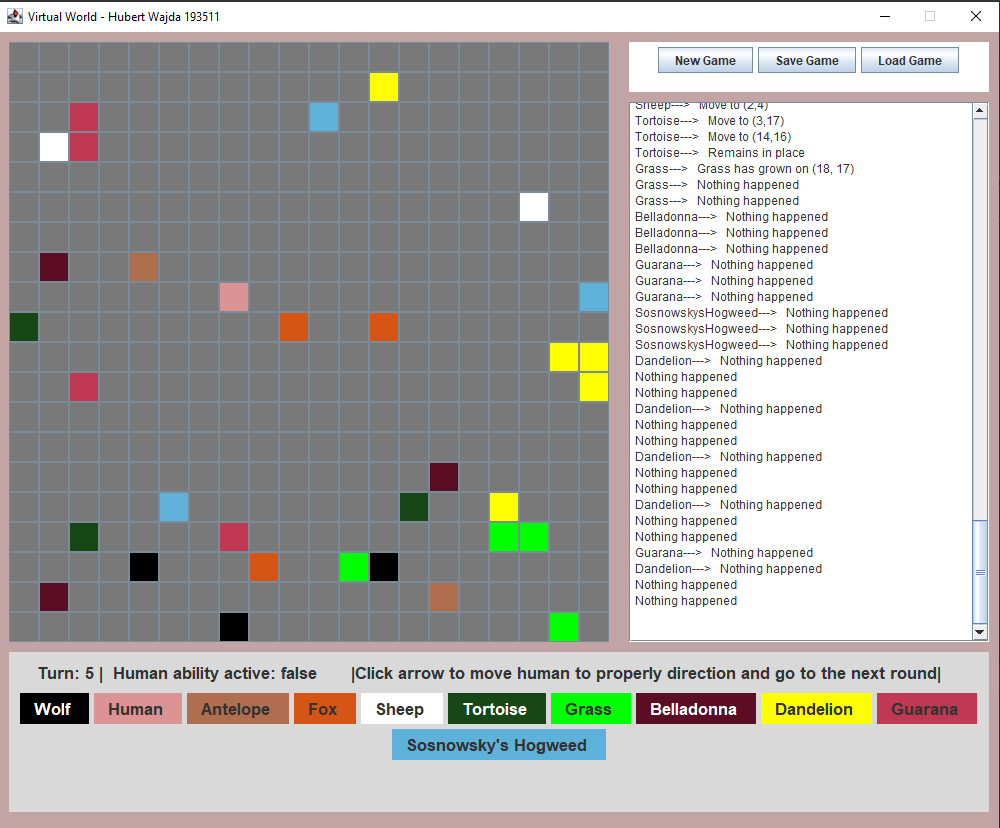 Virtual World - Hubert Wajda 193511
New Game Save Game Load Game
Sheep---> Move to (2,4)
Tortoise---> Move to (3,17)
Tortoise---> Move to (14,16)
Tortoise---> Remains in place
Grass---> Grass has grown on (18, 17)
Grass---> Nothing happened
Grass---> Nothing happened
Belladonna---> Nothing happened
Belladonna---> Nothing happened
Belladonna---> Nothing happened
Guarana---> Nothing happened
Guarana---> Nothing happened
Guarana---> Nothing happened
SosnowskysHogweed---> Nothing happened
SosnowskysHogweed---> Nothing happened
SosnowskysHogweed---> Nothing happened
Dandelion---> Nothing happened
Nothing happened
Nothing happened
Dandelion---> Nothing happened
Nothing happened
Nothing happened
Dandelion---> Nothing happened
Nothing happened
Nothing happened
Dandelion---> Nothing happened
Nothing happened
Nothing happened
Guarana---> Nothing happened
Dandelion---> Nothing happened
Nothing happened
Nothing happened
Turn: 5 | Human ability active: false |Click arrow to move human to properly direction and go to the next round|
Wolf Human Antelope Fox Sheep Tortoise Grass Belladonna Dandelion Guarana
Sosnowsky's Hogweed